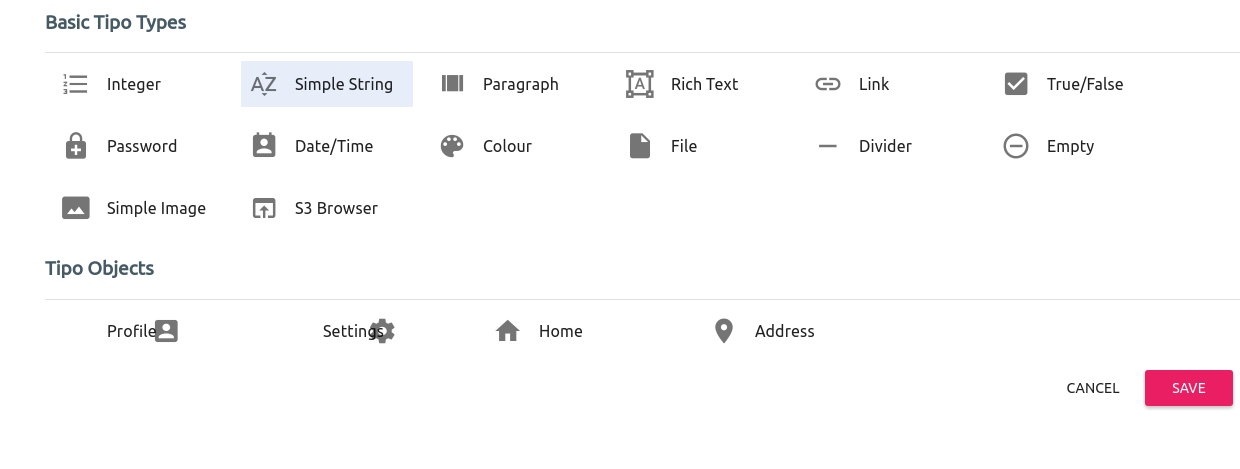 Basic Tipo Types
Integer Simple String Paragraph Rich Text Link True/False
Password Date/Time Colour File Divider Empty
Simple Image S3 Browser
Tipo Objects
Profile Settings Home Address
CANCEL SAVE